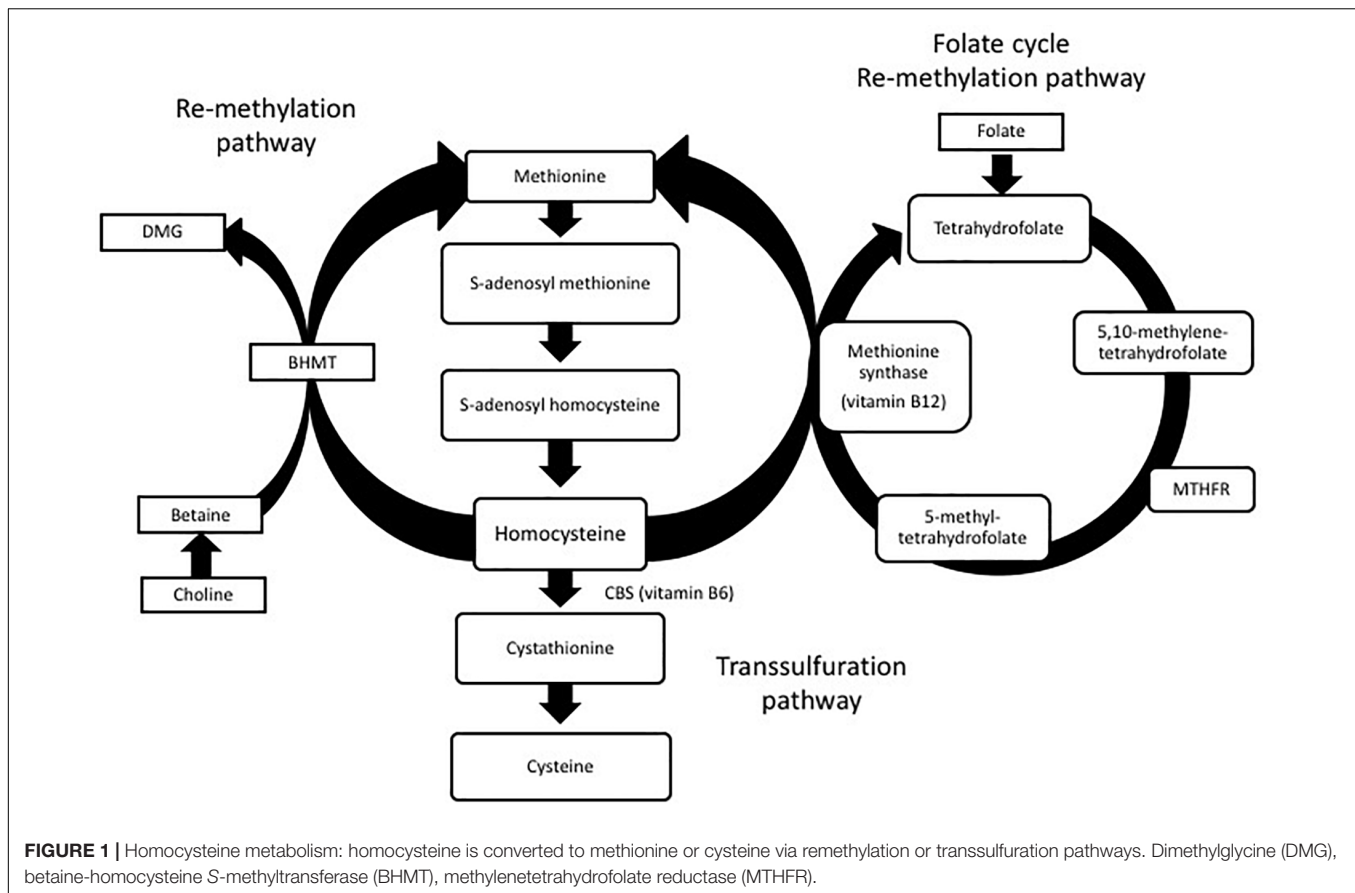 Folate cycle
Re-methylation pathway
Re-methylation
pathway
Folate
Methionine
DMG
Tetrahydrofolate
S-adenosyl methionine
5,10-methylene-
tetrahydrofolate
BHMT
Methionine
synthase
(vitamin B12)
S-adenosyl homocysteine
MTHFR
Betaine
Homocysteine
5-methyl-
tetrahydrofolate
Choline
CBS (vitamin B6)
Cystathionine
Transsulfuration
pathway
Cysteine
FIGURE 1 | Homocysteine metabolism: homocysteine is converted to methionine or cysteine via remethylation or transsulfuration pathways. Dimethylglycine (DMG),
betaine-homocysteine S-methyltransferase (BHMT), methylenetetrahydrofolate reductase (MTHFR).